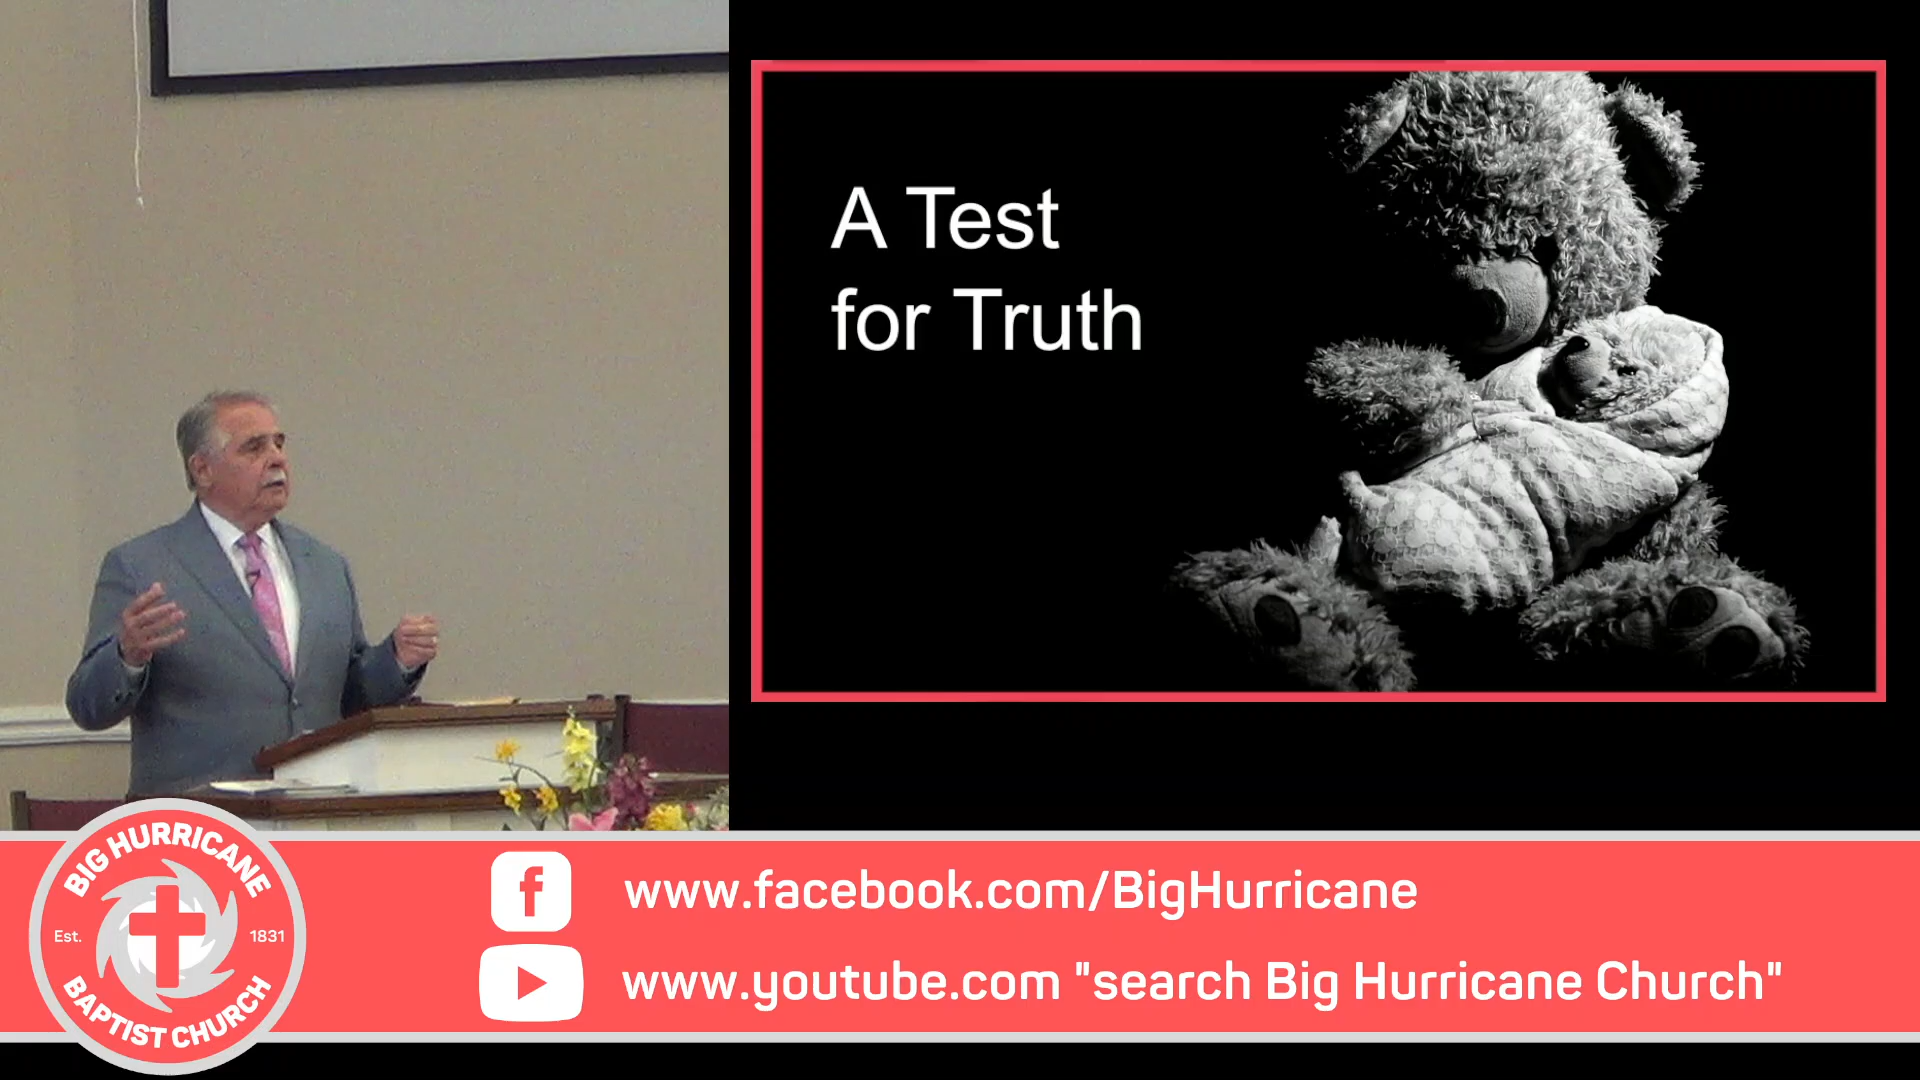 A Test
for Truth
BIG HURRICANE
Est. 1831
BAPTIST CHURCH
f www.facebook.com/BigHurricane
www.youtube.com "search Big Hurricane Church"